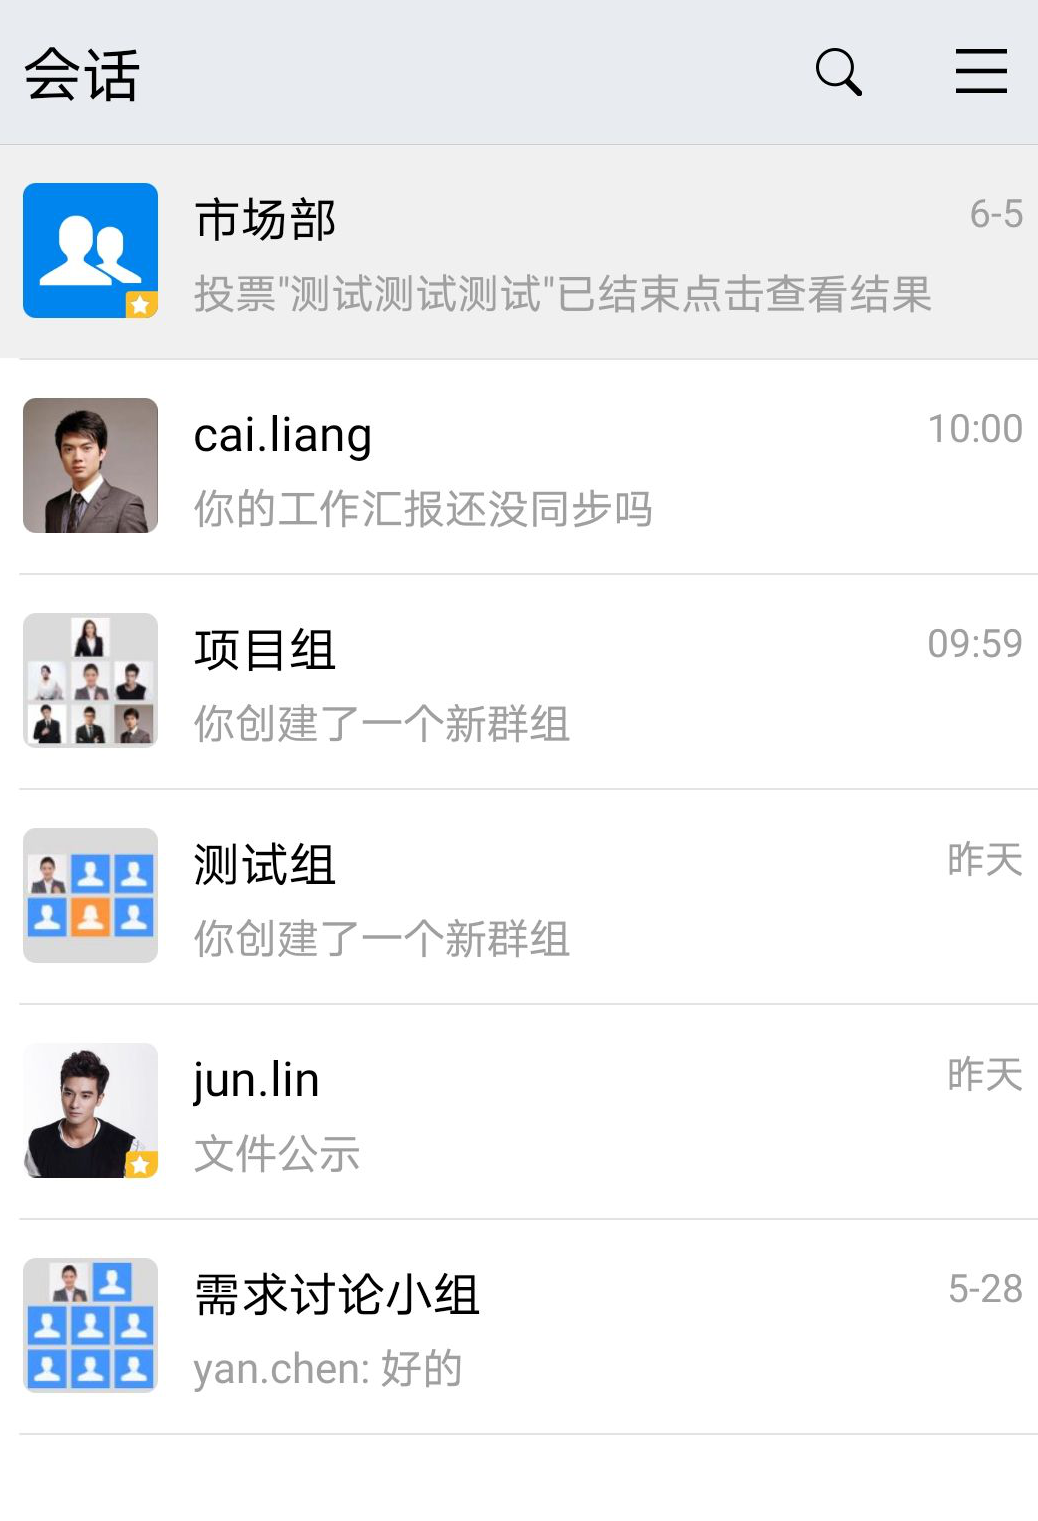 会话
市场部
6-5
投票"测试测试测试"已结束点击查看结果
cai.liang
10:00
你的工作汇报还没同步吗
项目组
09:59
你创建了一个新群组
测试组
昨天
你创建了一个新群组
jun.lin
昨天
文件公示
需求讨论小组
5-28
yan.chen: 好的